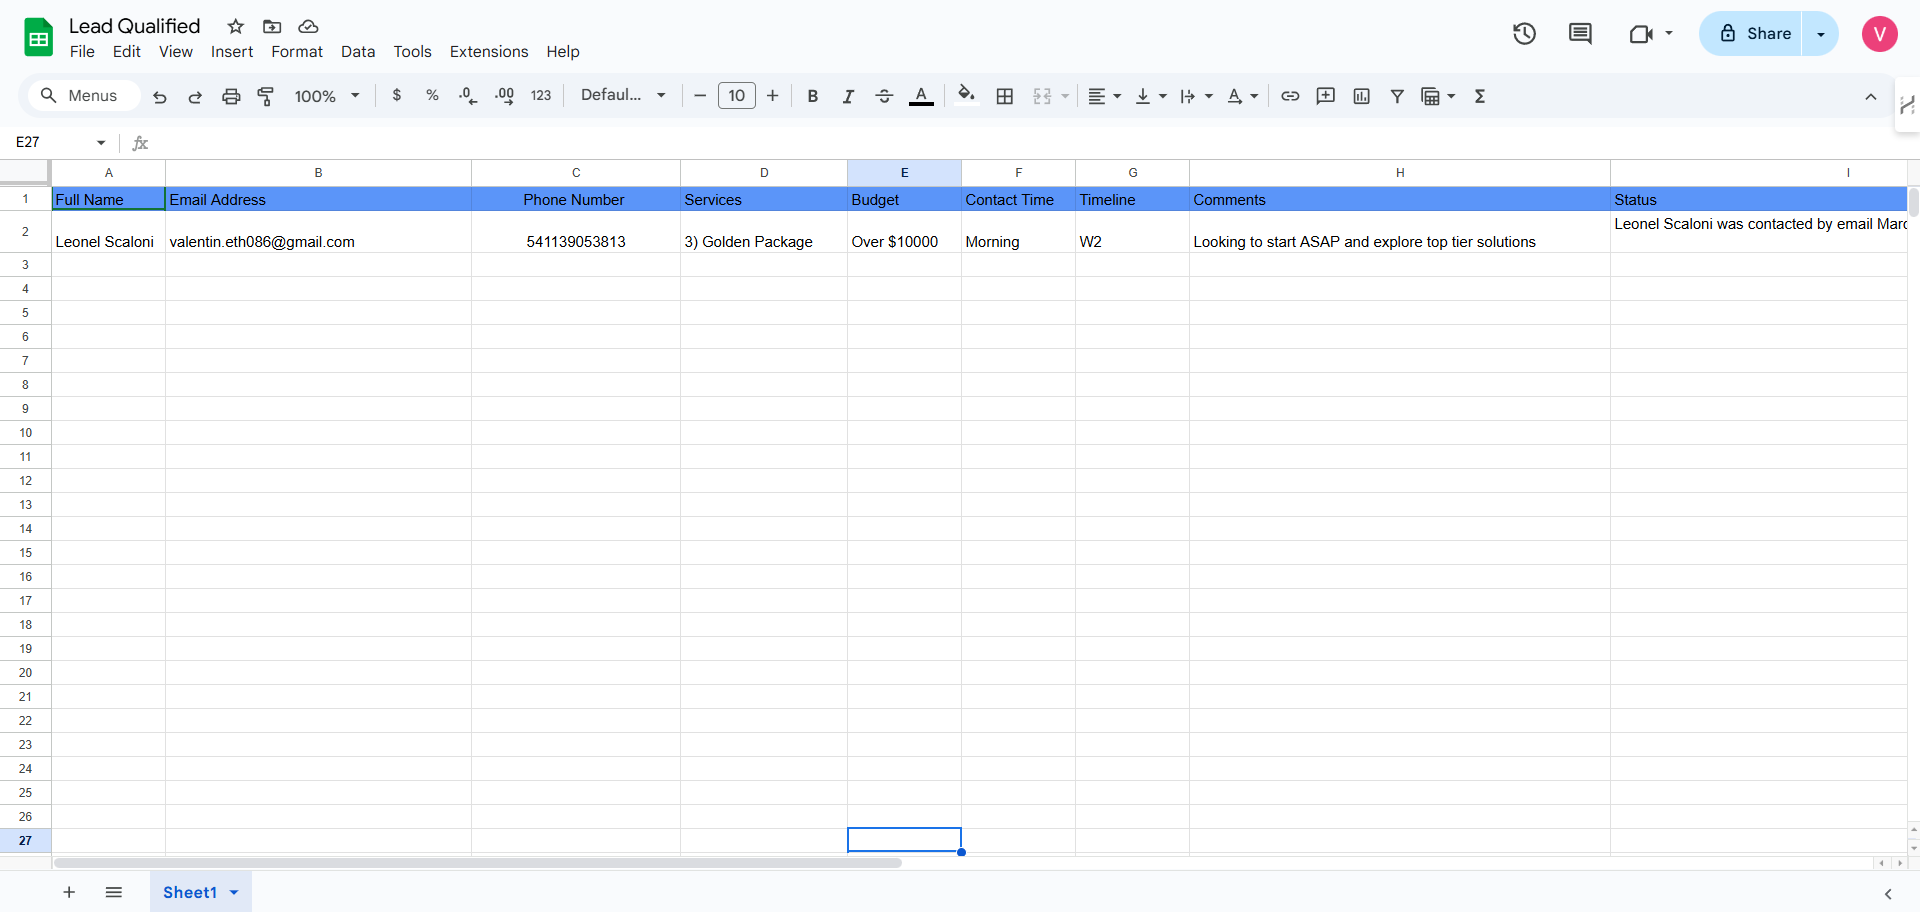 Lead Qualified
File Edit View Insert Format Data Tools Extensions Help
Share
V
Menus 100% $ % .0 .00 123 Defaul... 10 B I A A Σ
E27 fx
A B C D E F G H I
1 Full Name Email Address Phone Number Services Budget Contact Time Timeline Comments Status
2 Leonel Scaloni valentin.eth086@gmail.com 541139053813 3) Golden Package Over $10000 Morning W2 Looking to start ASAP and explore top tier solutions Leonel Scaloni was contacted by email Marc
3
4
5
6
7
8
9
10
11
12
13
14
15
16
17
18
19
20
21
22
23
24
25
26
27
Sheet1